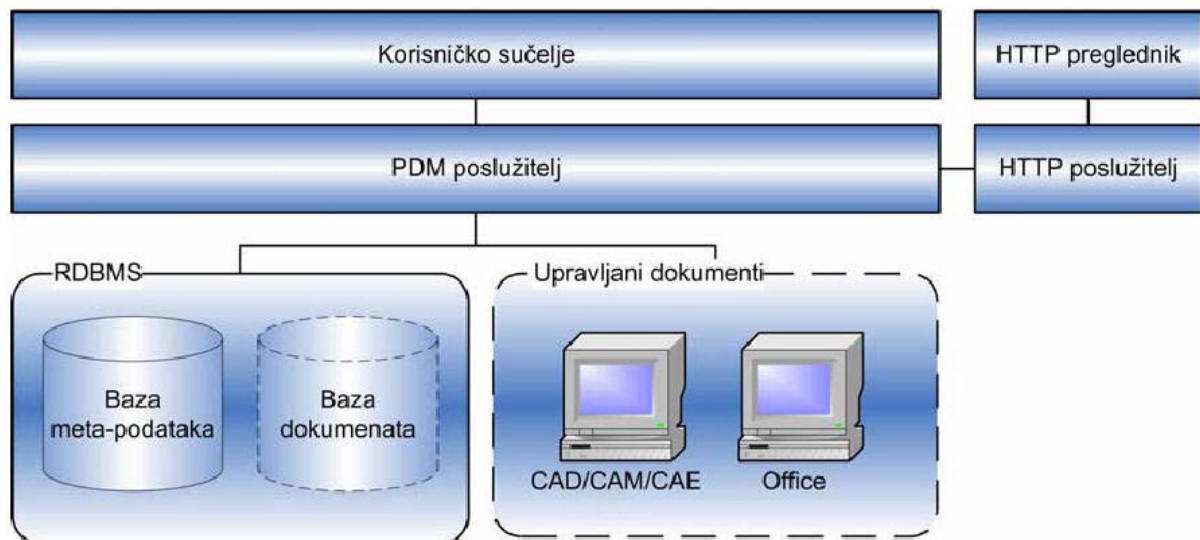 Korisničko sučelje
HTTP preglednik
PDM poslužitelj
HTTP poslužitelj
RDBMS
Upravljani dokumenti
Baza
meta-podataka
Baza
dokumenata
CAD/CAM/CAE
Office